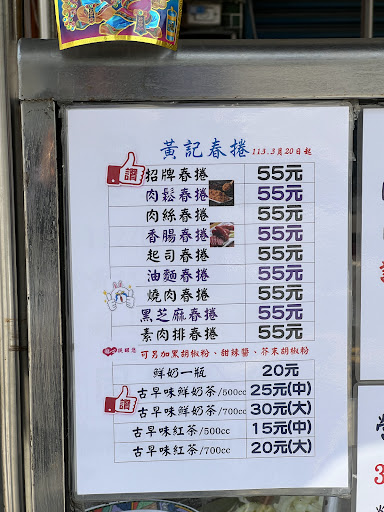 黃記春捲 113.3月20日起
讚 招牌春捲 55元
肉鬆春捲 55元
肉絲春捲 55元
香腸春捲 55元
起司春捲 55元
油麵春捲 55元
燒肉春捲 55元
黑芝麻春捲 55元
素肉排春捲 55元
可另加黑胡椒粉、甜辣醬、芥末胡椒粉
鮮奶一瓶 20元
讚 古早味鮮奶茶/500cc 25元(中)
古早味鮮奶茶/700cc 30元(大)
古早味紅茶/500cc 15元(中)
古早味紅茶/700cc 20元(大)